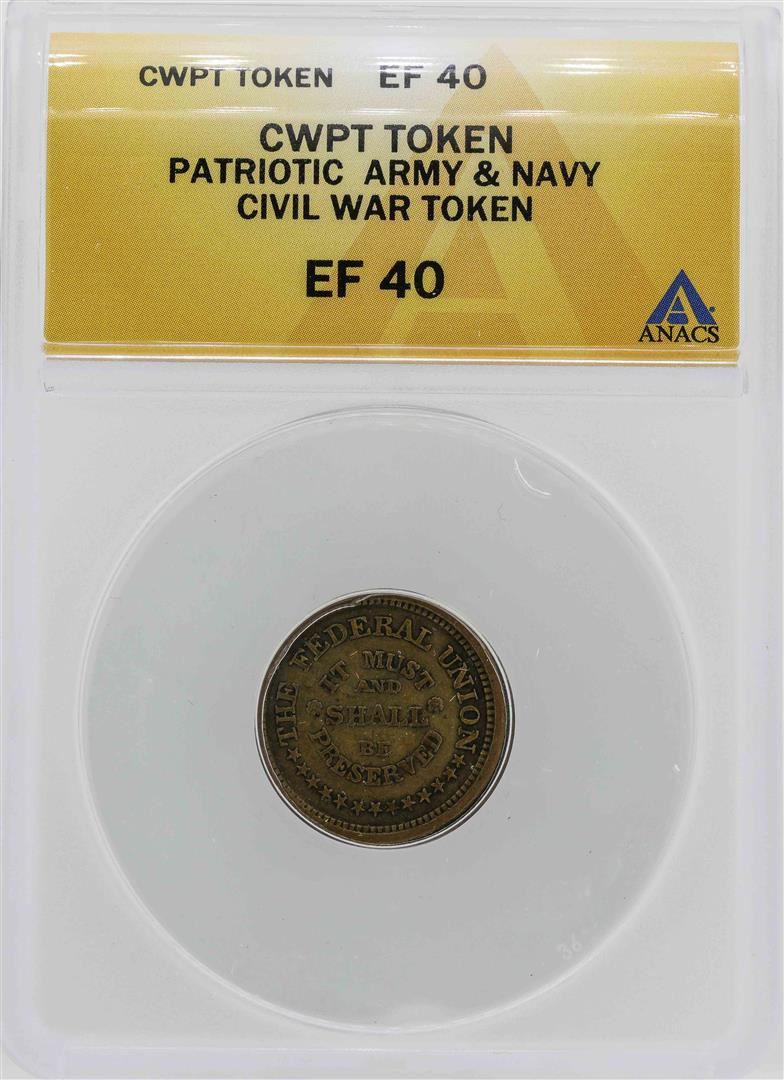 CWPT TOKEN EF 40
CWPT TOKEN
PATRIOTIC ARMY & NAVY
CIVIL WAR TOKEN
EF 40
ANACS
THE FEDERAL UNION
IT MUST
AND
SHALL
BE
PRESERVED
36